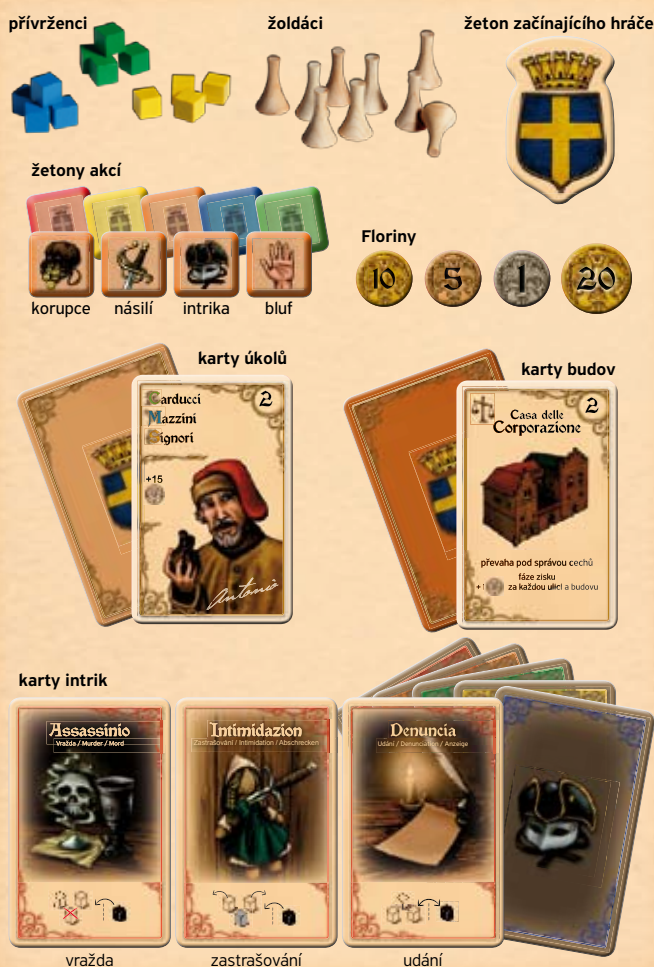 přívrženci
žoldáci
žeton začínajícího hráče
žetony akcí
korupce
násilí
intrika
bluf
Floriny
10
5
1
20
karty úkolů
2
Carducci
Mazzini
Signori
+15
Antonio
karty budov
2
Casa delle
Corporazione
převaha pod správou cechů
fáze zisku
+1 za každou ulici a budovu
karty intrik
Assassinio
Vražda / Murder / Mord
Intimidazion
Zastrašování / Intimidation / Abschrecken
Denuncia
Udání / Denunciation / Anzeige
vražda
zastrašování
udání